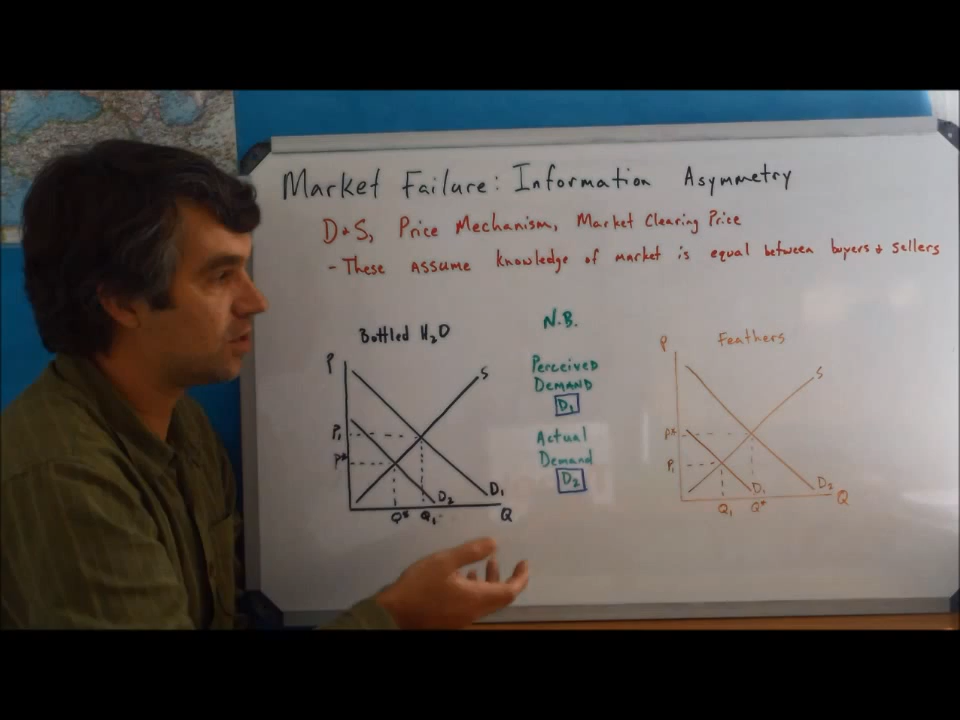 Market Failure: Information Asymmetry
D+S, Price Mechanism, Market Clearing Price
- These assume knowledge of market is equal between buyers + sellers
Bottled H₂O
P
S
P₁
P*
D₂
D₁
Q* Q₁
Q
N.B.
Perceived
Demand
D₁
Actual
Demand
D₂
Feathers
P
S
P*
P₁
D₁
D₂
Q₁ Q*
Q